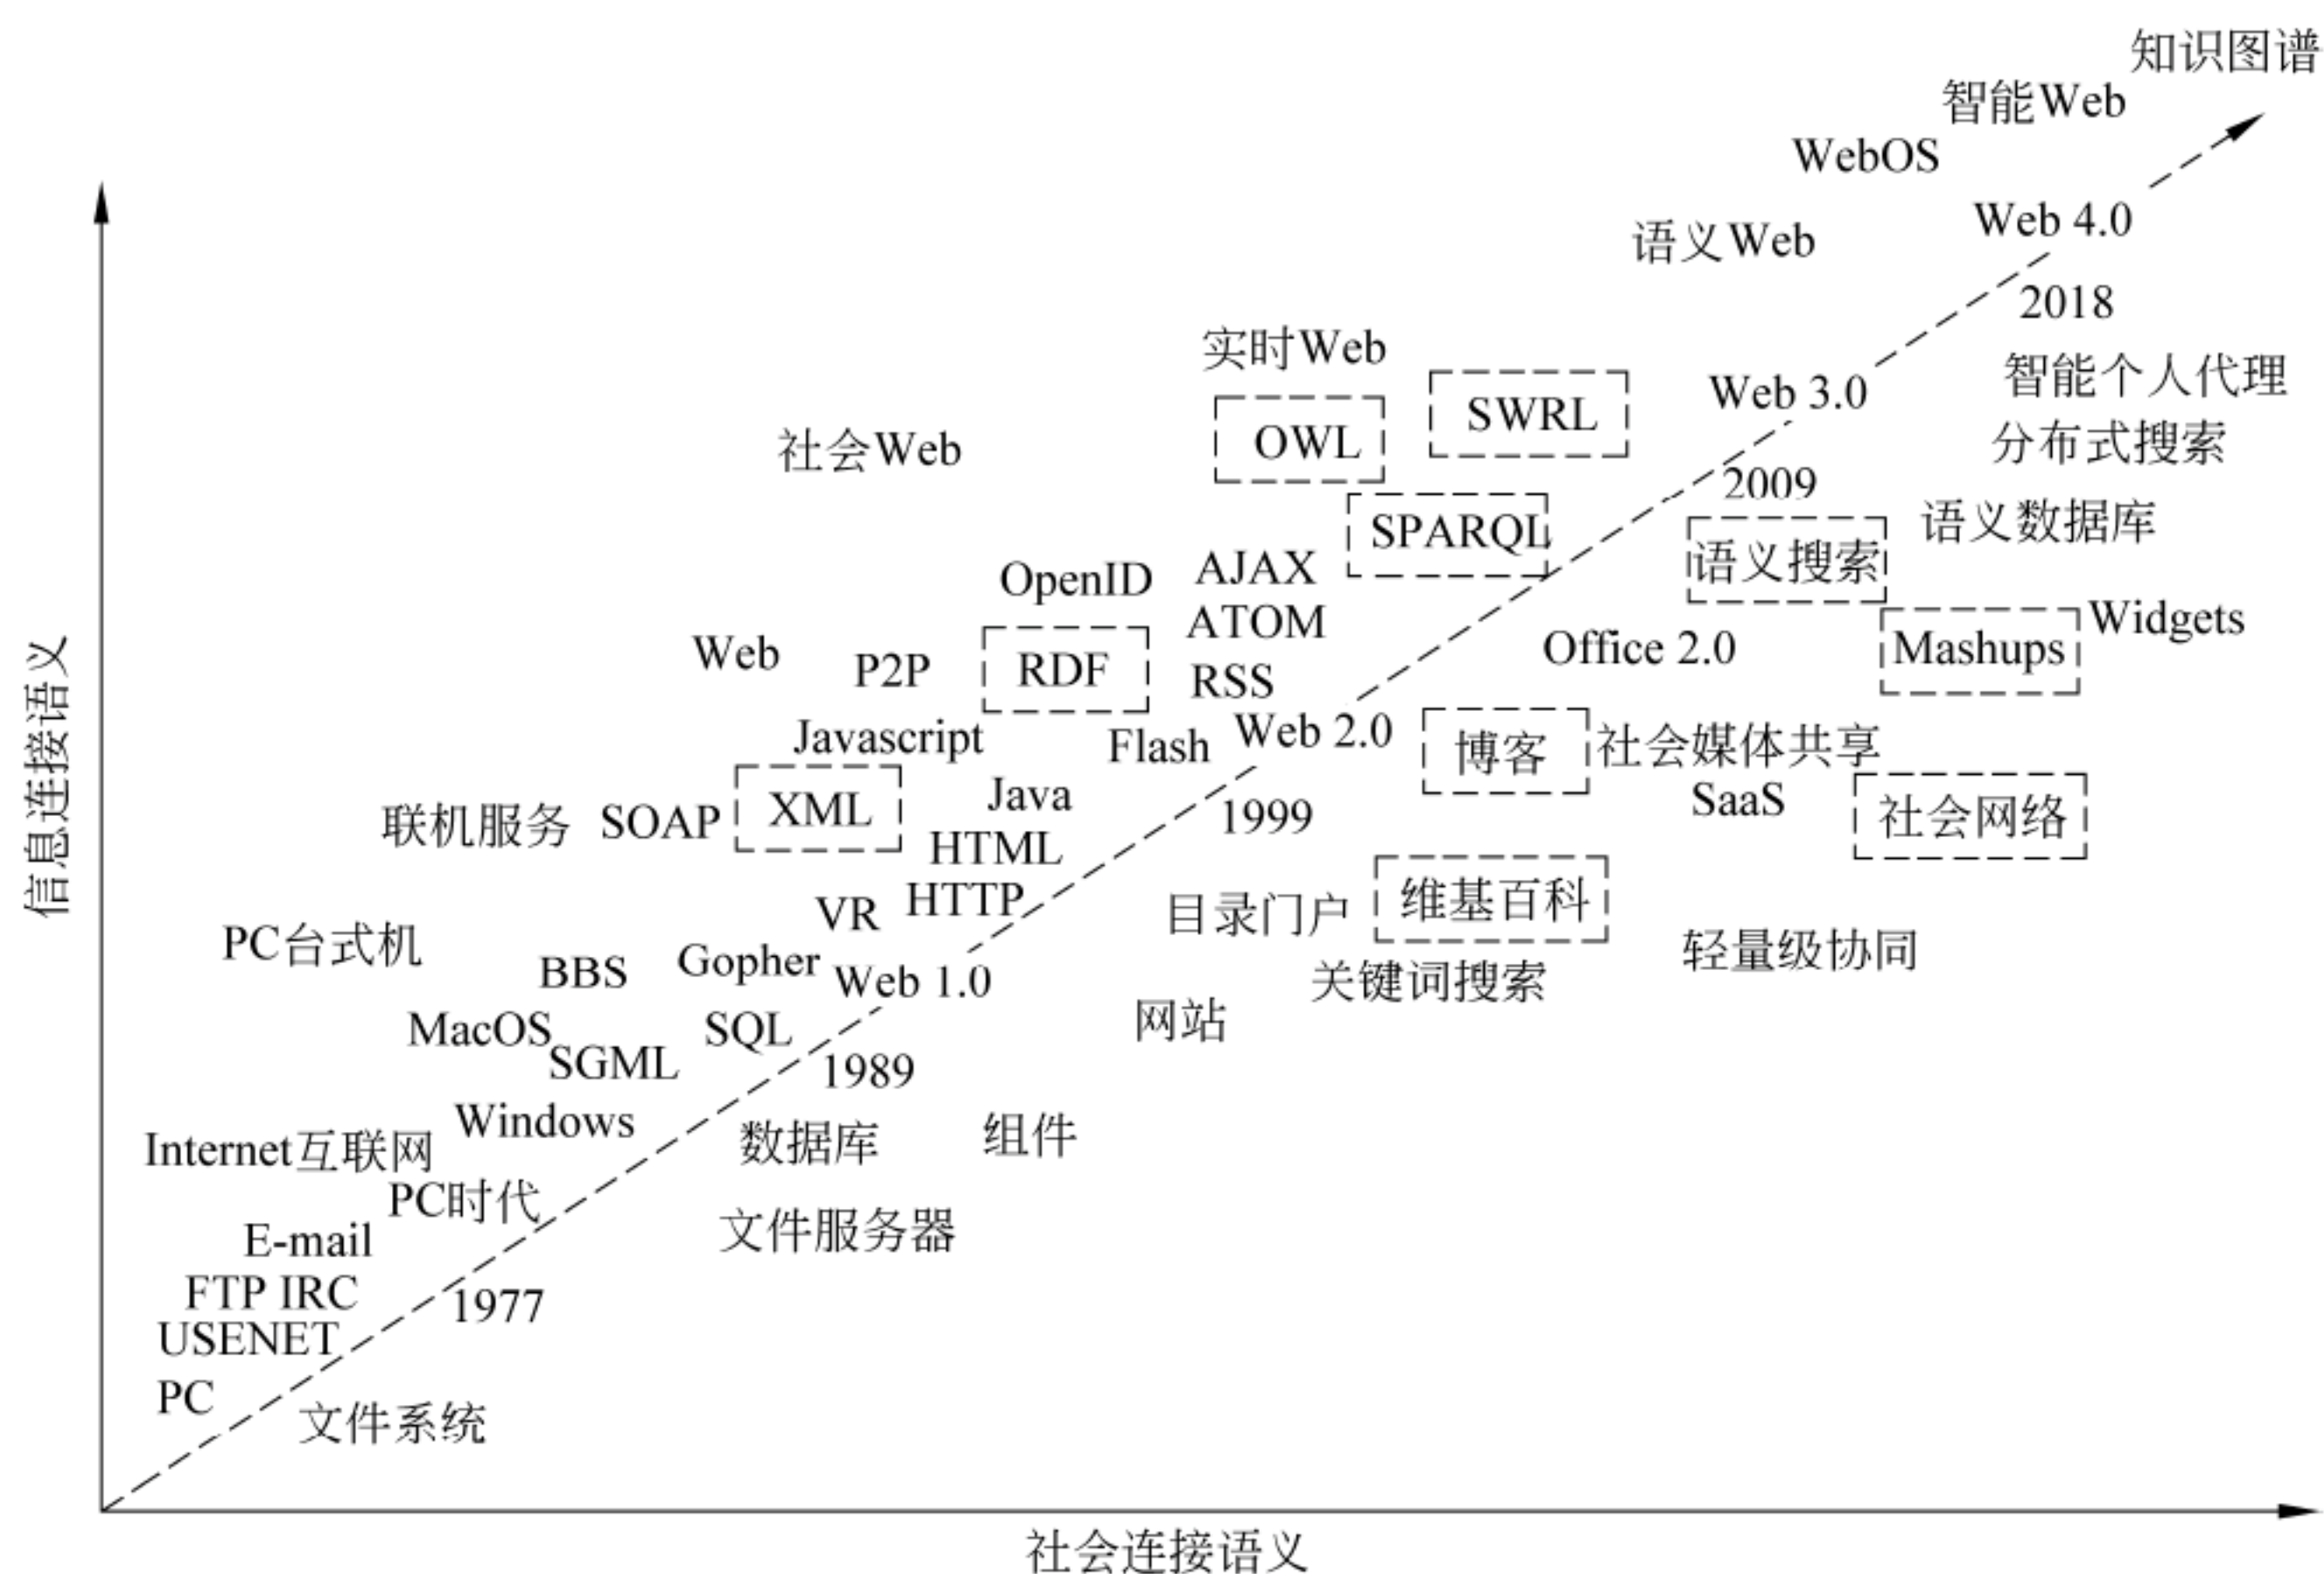 知识图谱
智能Web
WebOS
Web 4.0
语义Web
2018
实时Web
智能个人代理
Web 3.0
SWRL
OWL
分布式搜索
社会Web
2009
语义数据库
SPARQL
语义搜索
AJAX
OpenID
Widgets
ATOM
Office 2.0
Mashups
Web
P2P
RDF
RSS
Web 2.0
Javascript
Flash
博客
社会媒体共享
Java
SaaS
XML
联机服务
SOAP
1999
社会网络
HTML
信息连接语义
HTTP
VR
目录门户
维基百科
PC台式机
轻量级协同
Gopher
BBS
Web 1.0
关键词搜索
网站
MacOS
SQL
SGML
1989
Windows
数据库
组件
Internet互联网
PC时代
文件服务器
E-mail
FTP IRC
1977
USENET
PC
文件系统
社会连接语义